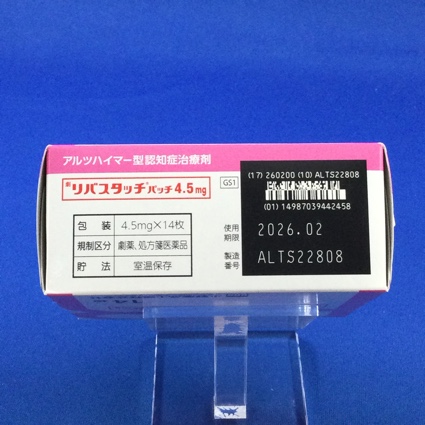 アルツハイマー型認知症治療剤
リバスタッチ®パッチ4.5mg
GS1
(17) 260200 (10) ALTS22808
(01) 14987039442458
包装 4.5mg×14枚
規制区分 劇薬、処方箋医薬品
貯法 室温保存
使用期限 2026.02
製造番号 ALTS22808